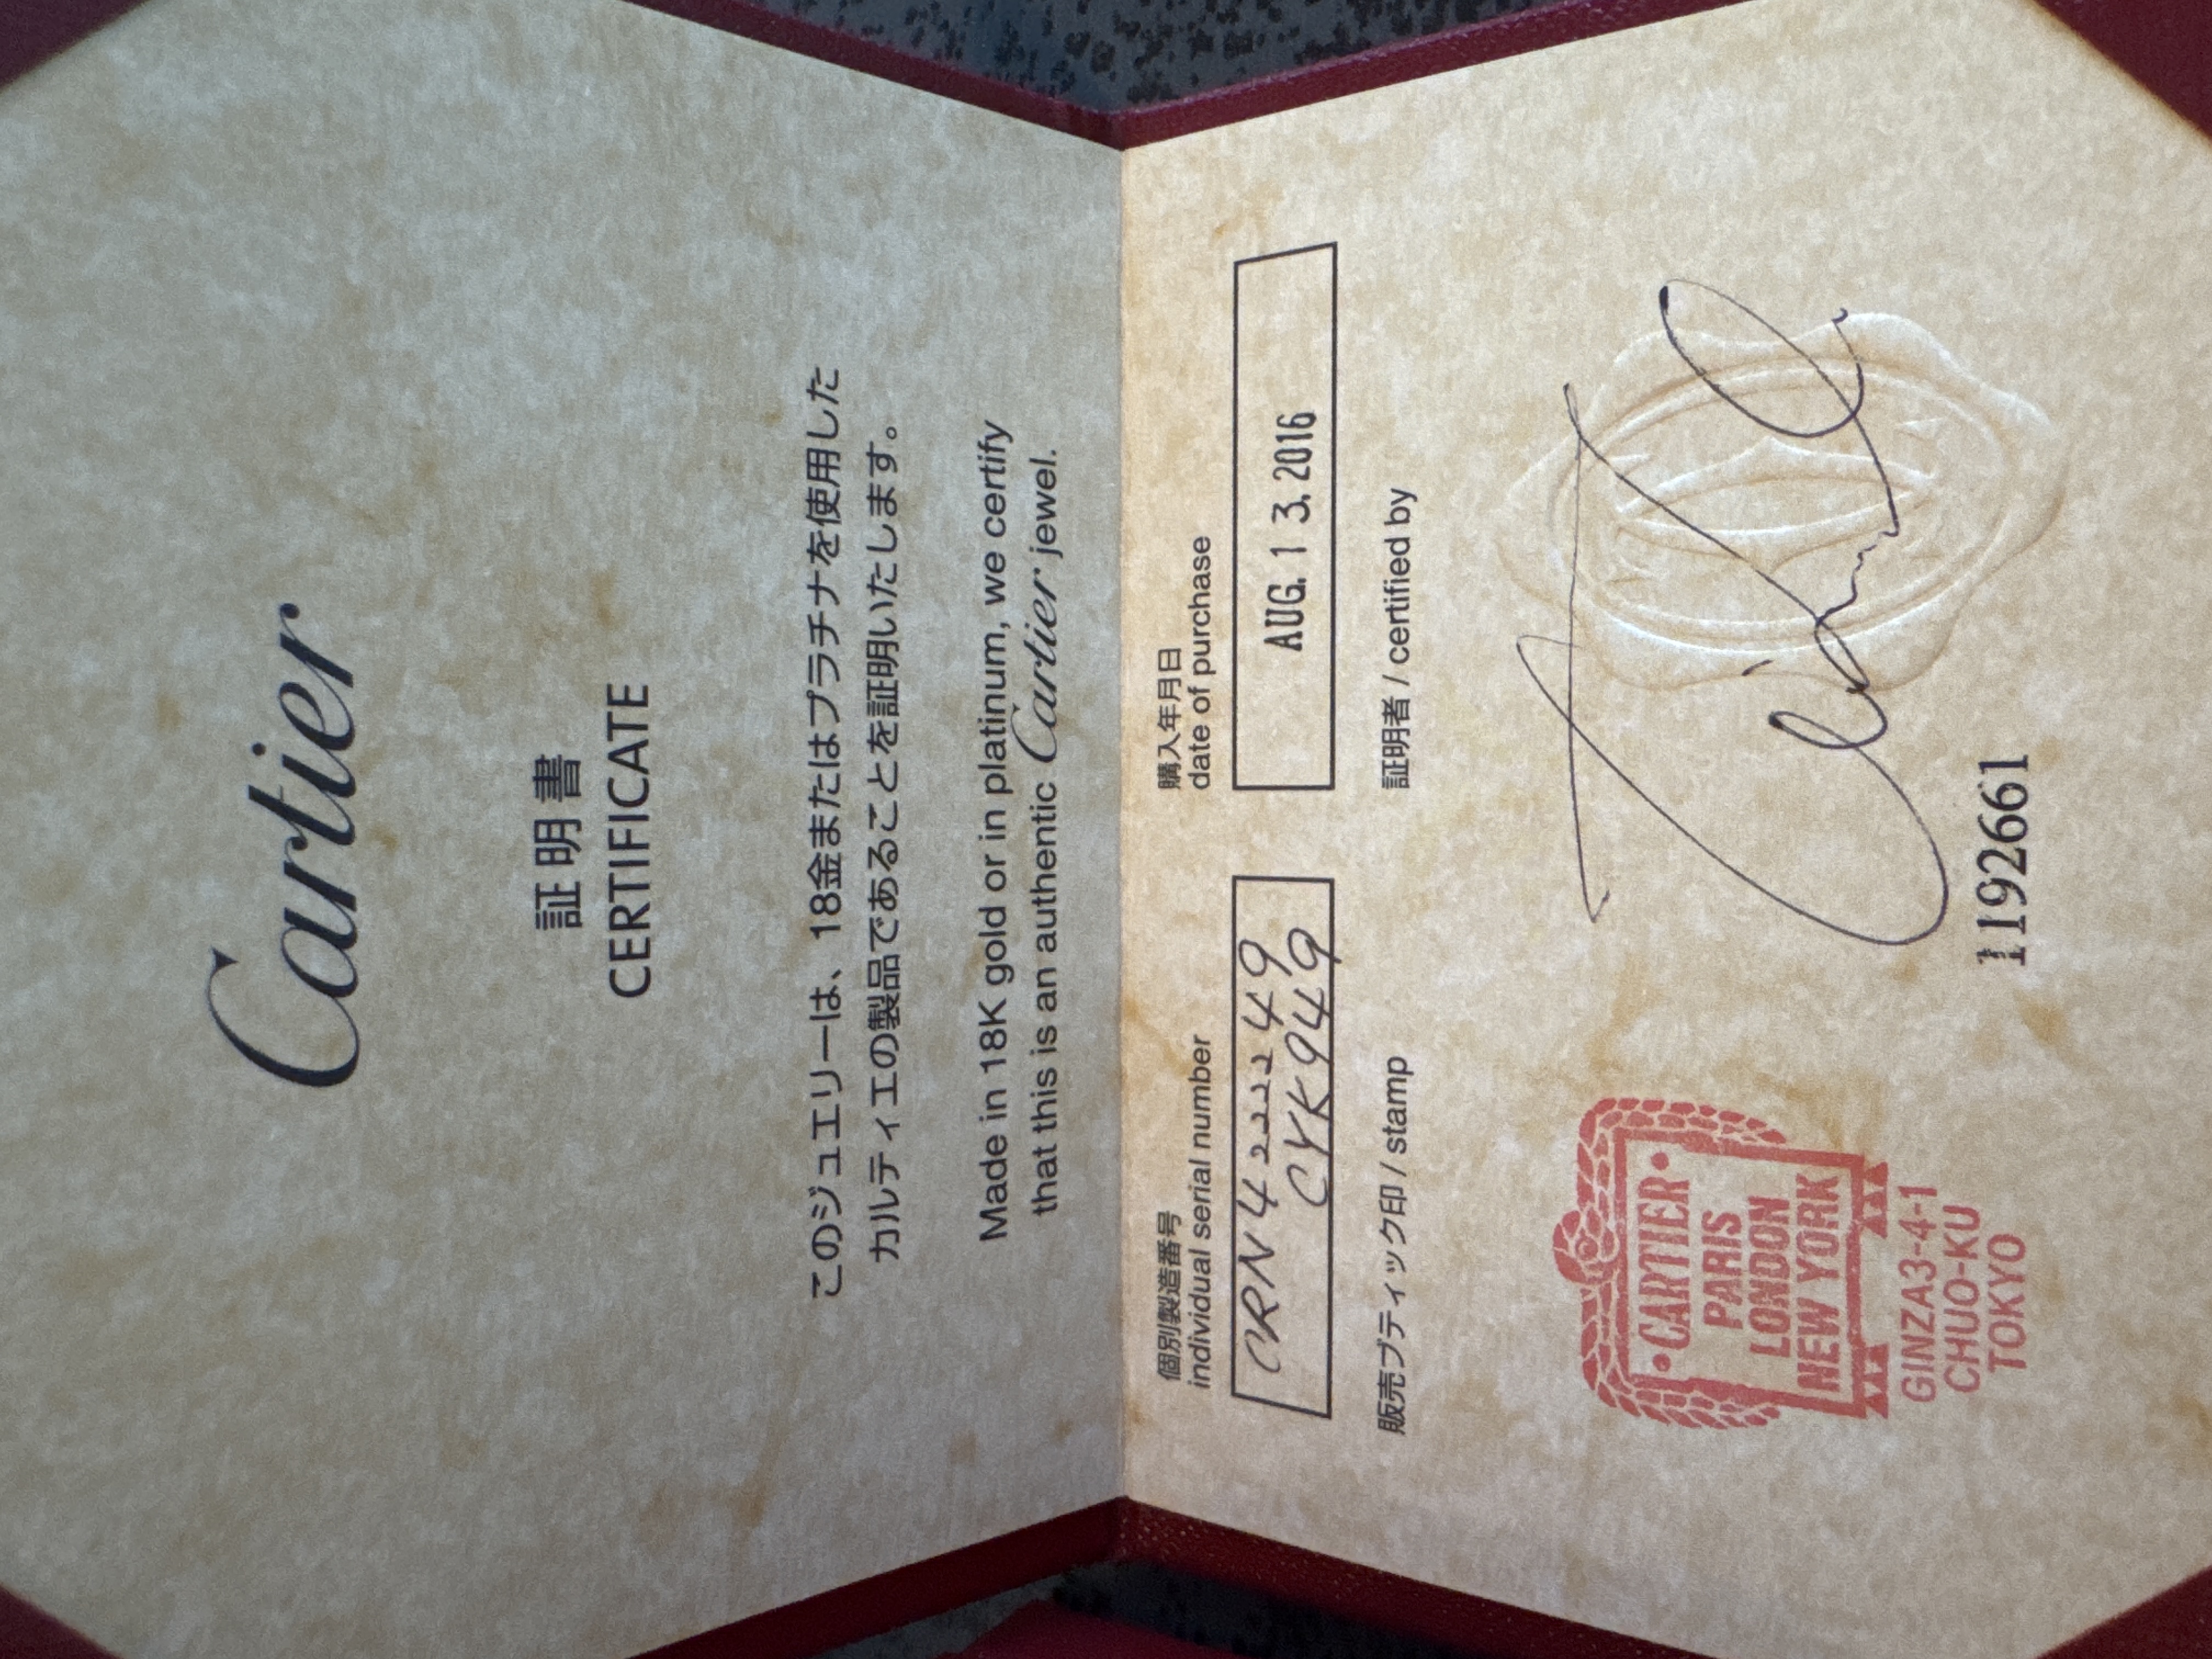 Cartier
証明書
CERTIFICATE
このジュエリーは、18金またはプラチナを使用した
カルティエの製品であることを証明いたします。
Made in 18K gold or in platinum, we certify
that this is an authentic Cartier jewel.
個別製造番号
individual serial number
CRN4222249
CYK9449
購入年月日
date of purchase
AUG. 13. 2016
販売ブティック印 / stamp
証明者 / certified by
CARTIER
PARIS
LONDON
NEW YORK
GINZA3-4-1
CHUO-KU
TOKYO
1192661